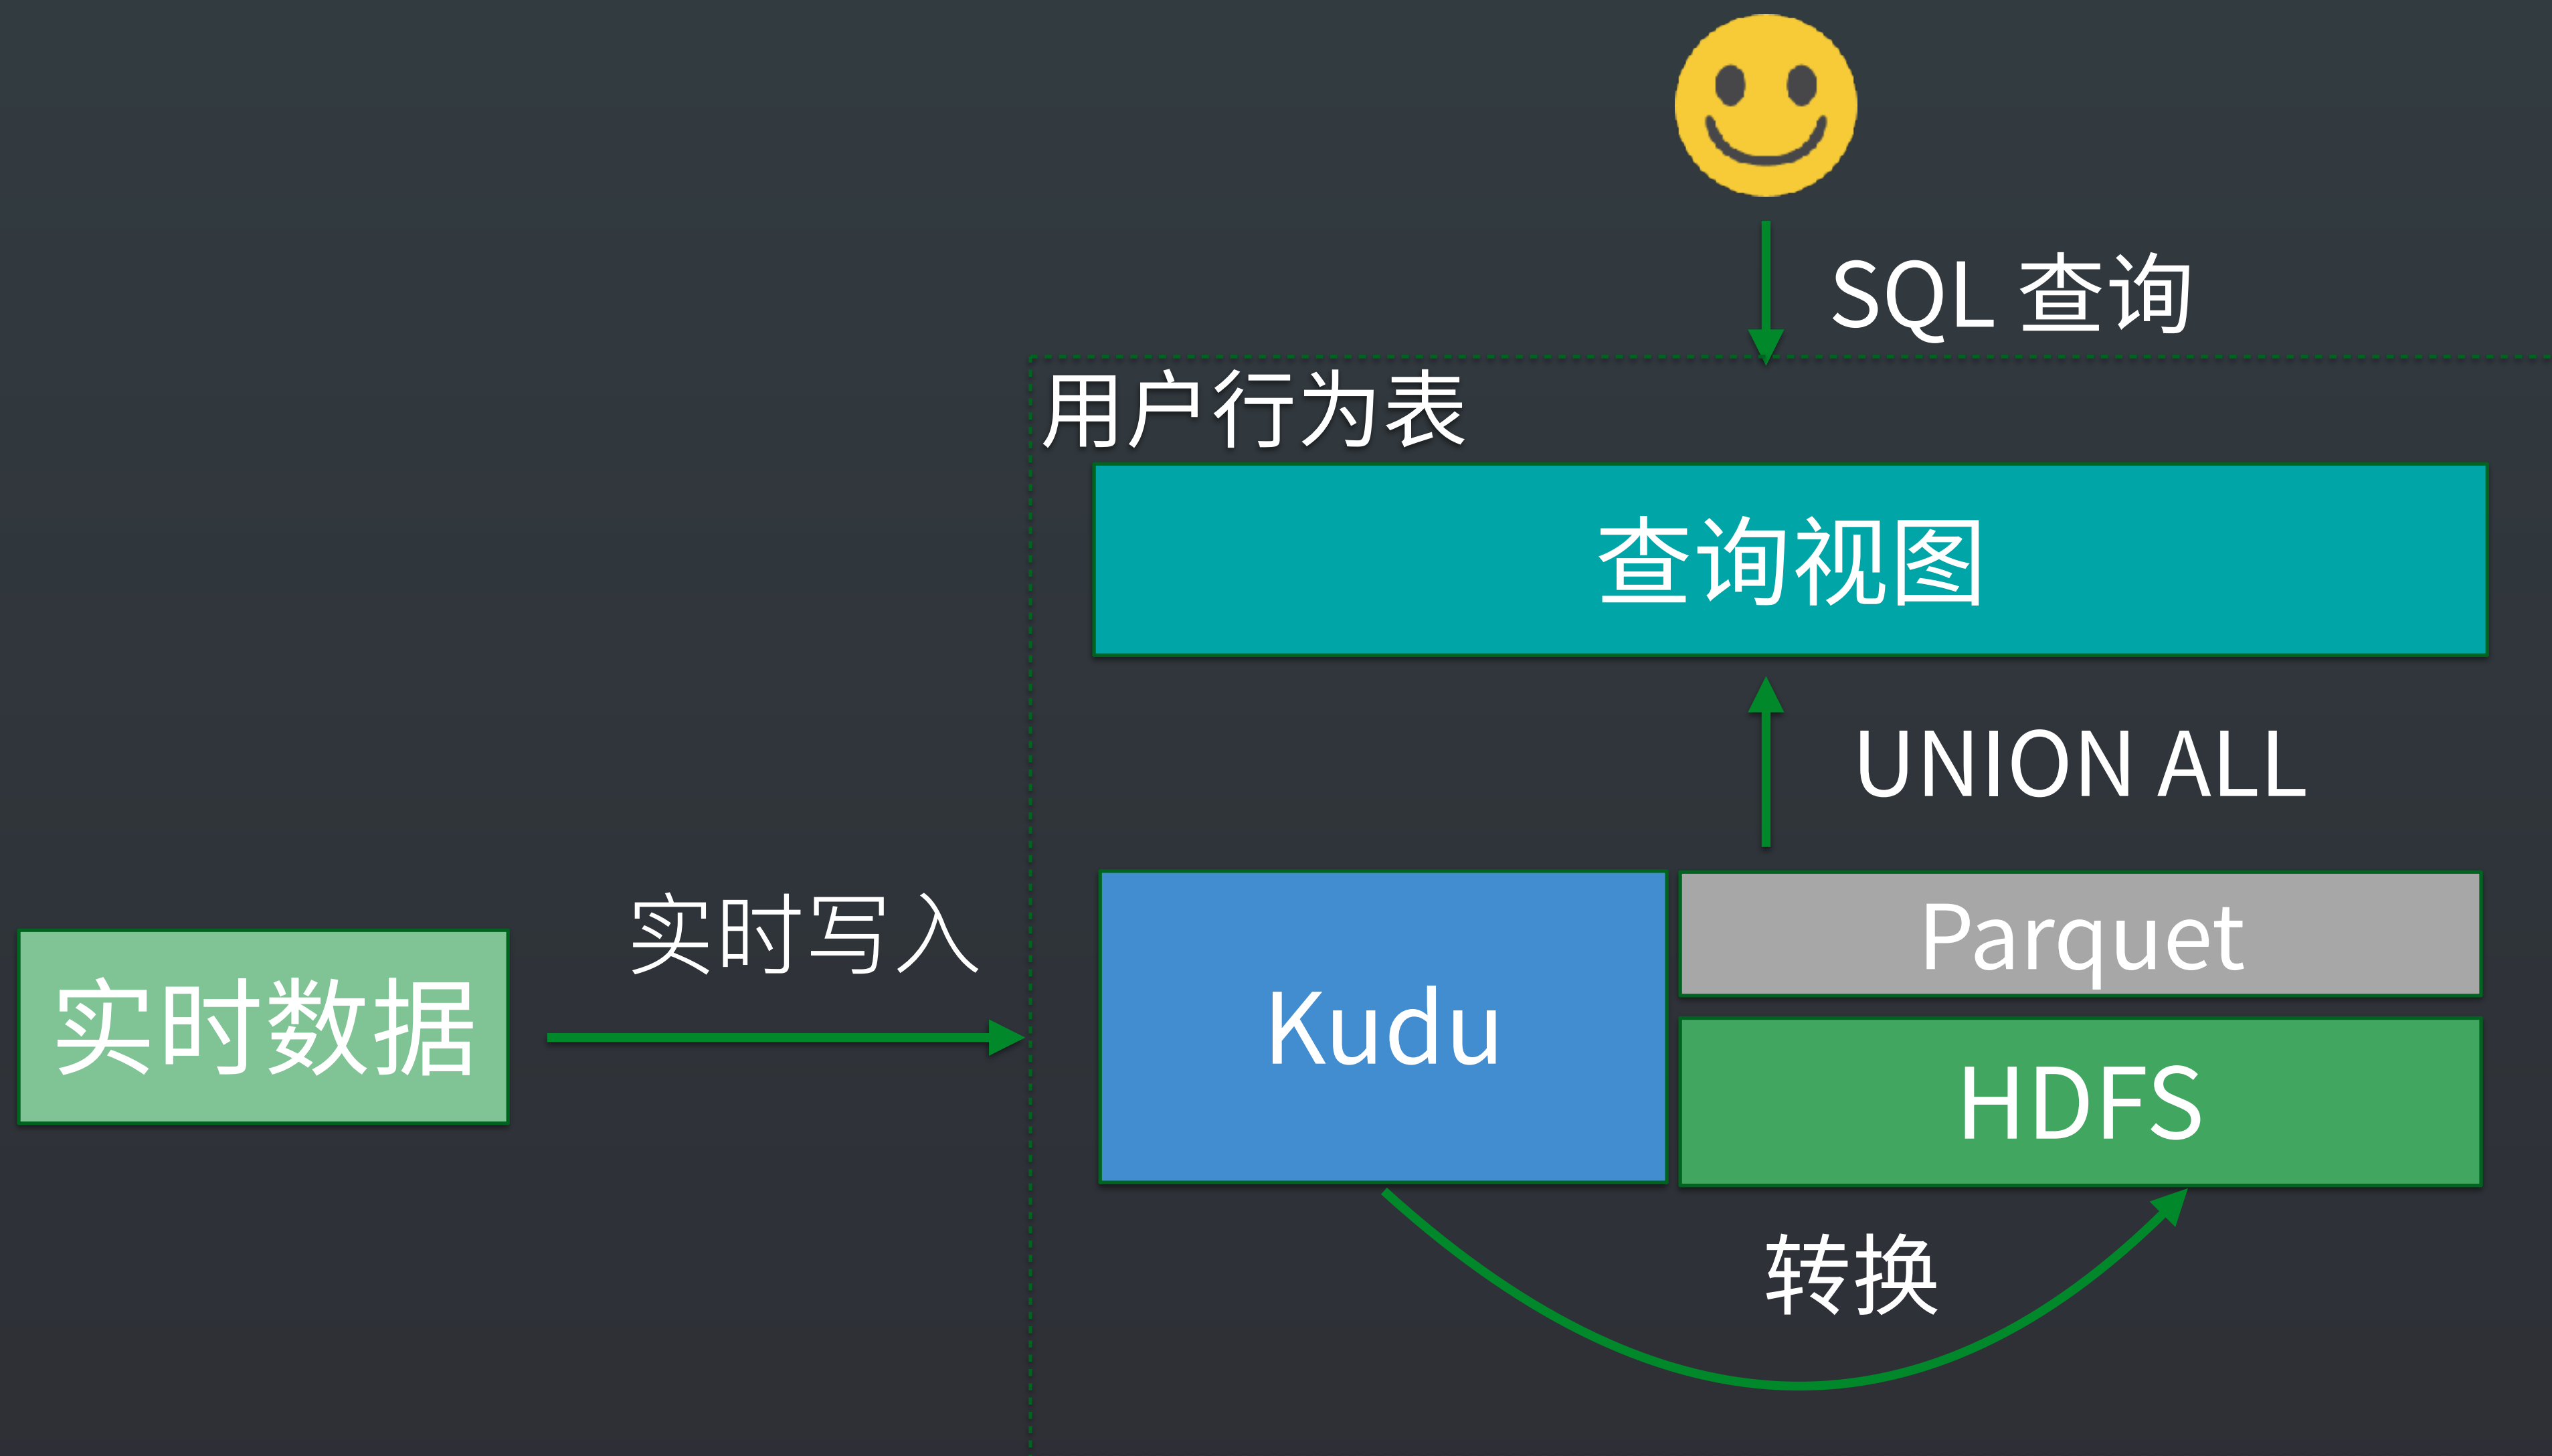 SQL 查询
用户行为表
查询视图
UNION ALL
实时写入
实时数据
Kudu
Parquet
HDFS
转换